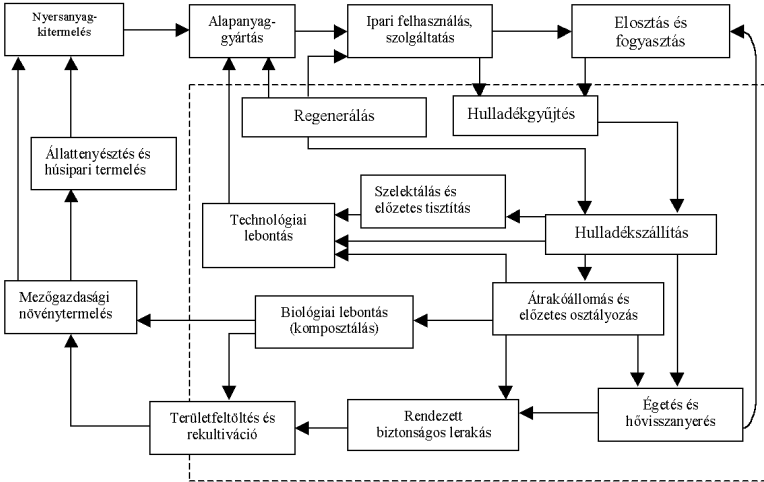 Nyersanyag-
kitermelés
Alapanyag-
gyártás
Ipari felhasználás,
szolgáltatás
Elosztás és
fogyasztás
Regenerálás
Hulladékgyűjtés
Állattenyésztés és
húsipari termelés
Szelektálás és
előzetes tisztítás
Technológiai
lebontás
Hulladékszállítás
Mezőgazdasági
növénytermelés
Biológiai lebontás
(komposztálás)
Átrakóállomás és
előzetes osztályozás
Területfeltöltés és
rekultiváció
Rendezett
biztonságos lerakás
Égetés és
hővisszanyerés